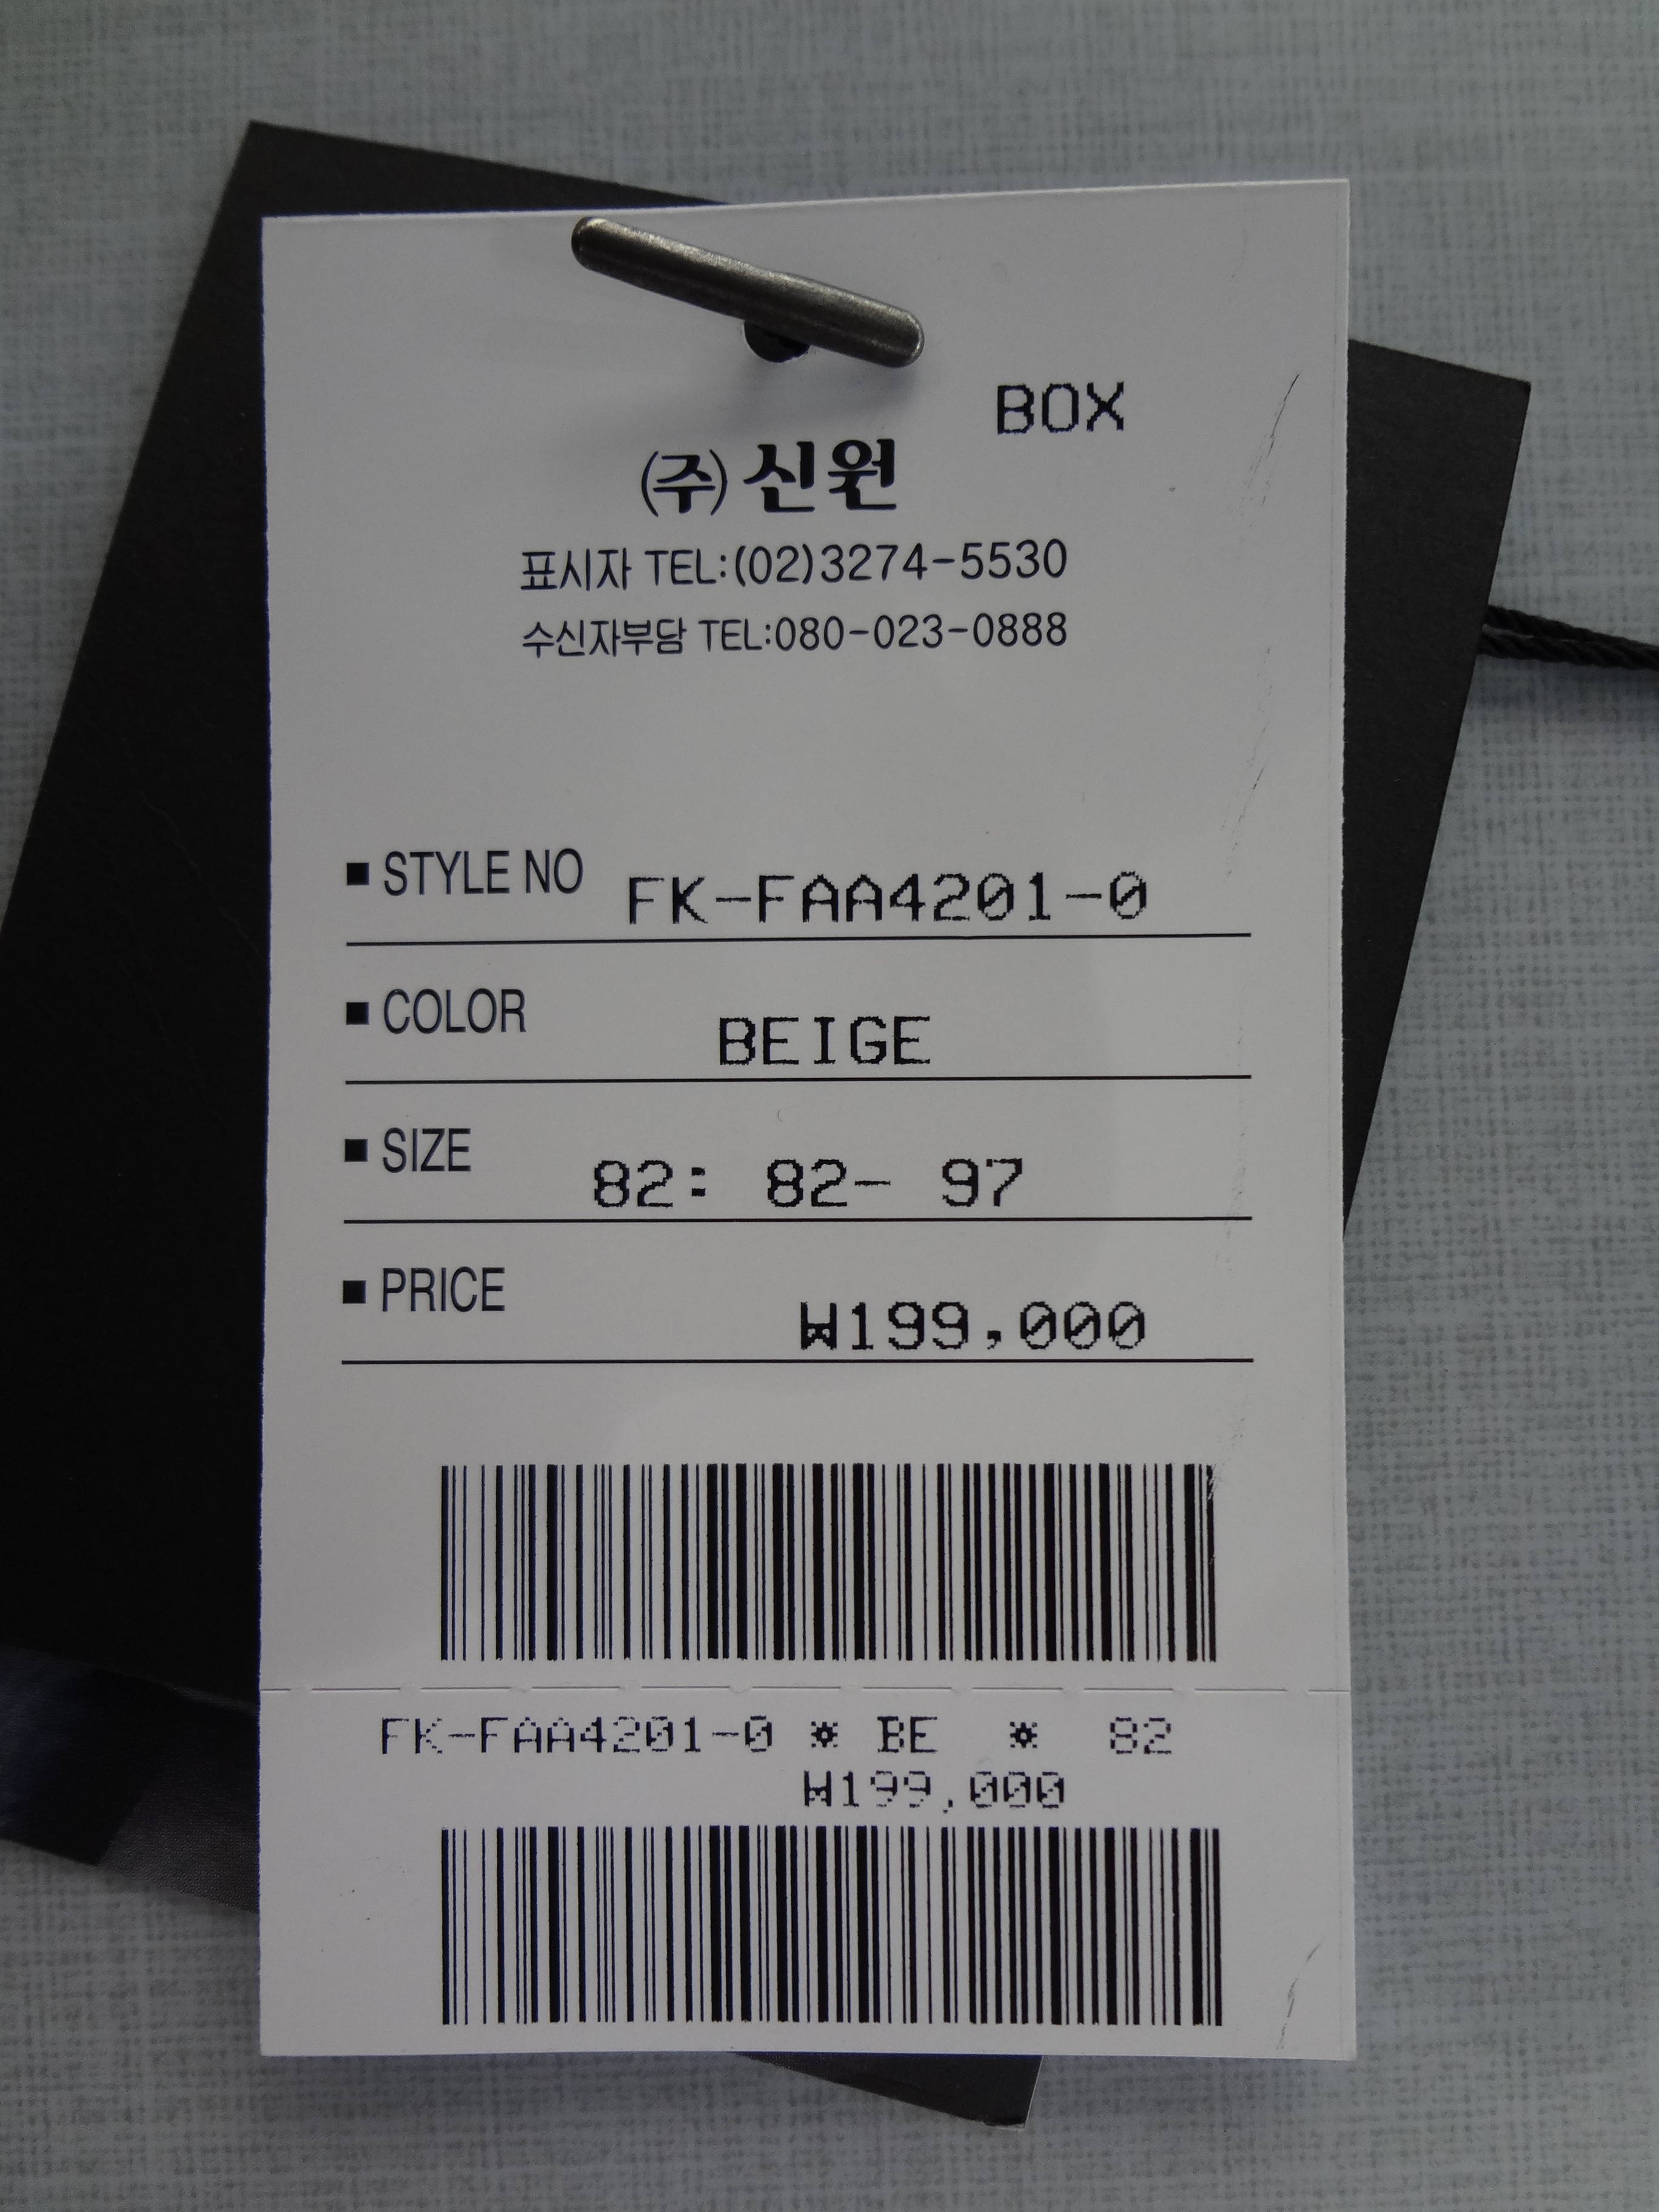 BOX
㈜ 신원
표시자 TEL:(02)3274-5530
수신자부담 TEL:080-023-0888
■ STYLE NO FK-FAA4201-0
■ COLOR BEIGE
■ SIZE 82: 82- 97
■ PRICE ₩199,000
FK-FAA4201-0 * BE * 82
₩199,000